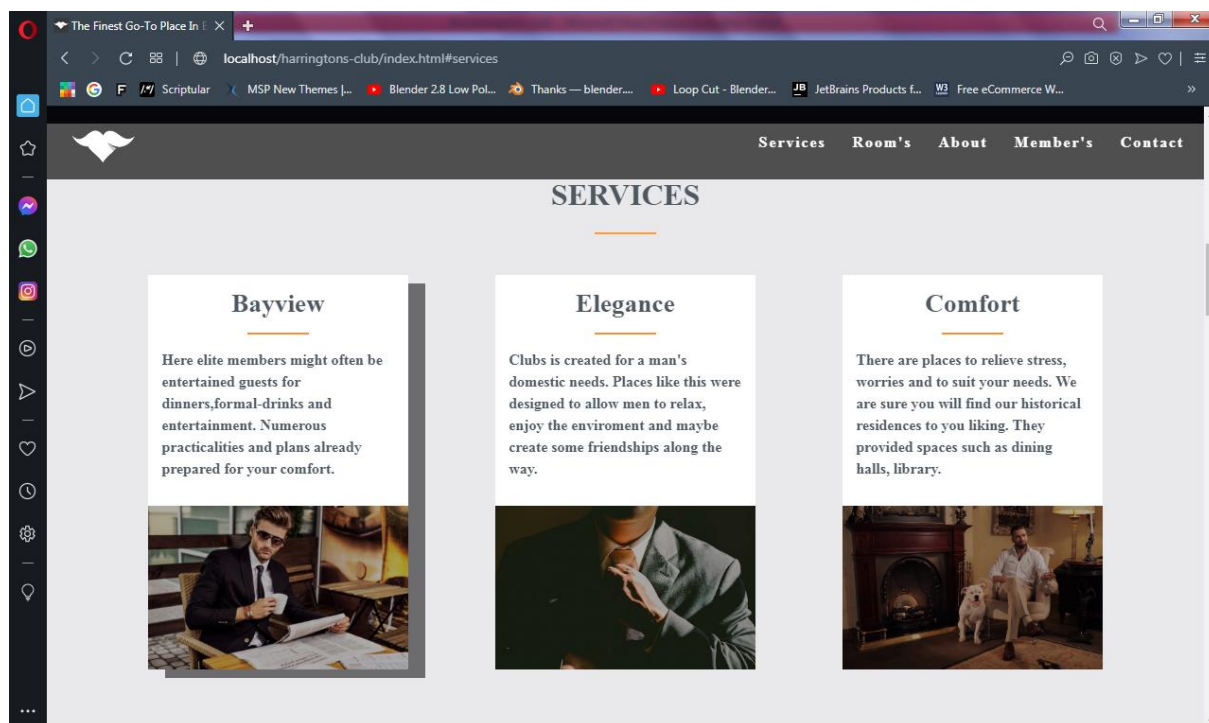 The Finest Go-To Place In E
localhost/harringtons-club/index.html#services
F Scriptular MSP New Themes |... Blender 2.8 Low Pol... Thanks — blender.... Loop Cut - Blender... JB JetBrains Products f... W3 Free eCommerce W...
Services Room's About Member's Contact
SERVICES
Bayview
Here elite members might often be
entertained guests for
dinners,formal-drinks and
entertainment. Numerous
practicalities and plans already
prepared for your comfort.
Elegance
Clubs is created for a man's
domestic needs. Places like this were
designed to allow men to relax,
enjoy the enviroment and maybe
create some friendships along the
way.
Comfort
There are places to relieve stress,
worries and to suit your needs. We
are sure you will find our historical
residences to you liking. They
provided spaces such as dining
halls, library.